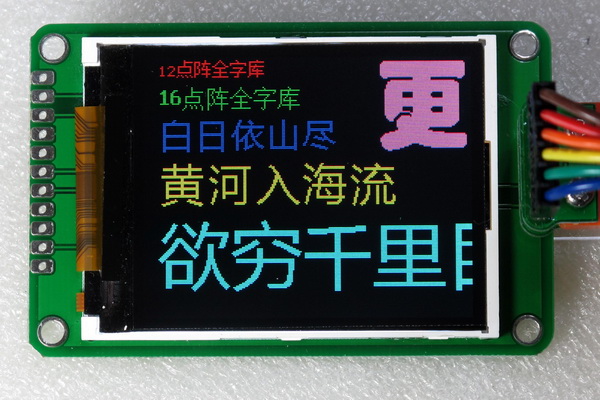 12点阵全字库
16点阵全字库
白日依山尽
黄河入海流
欲穷千里
更